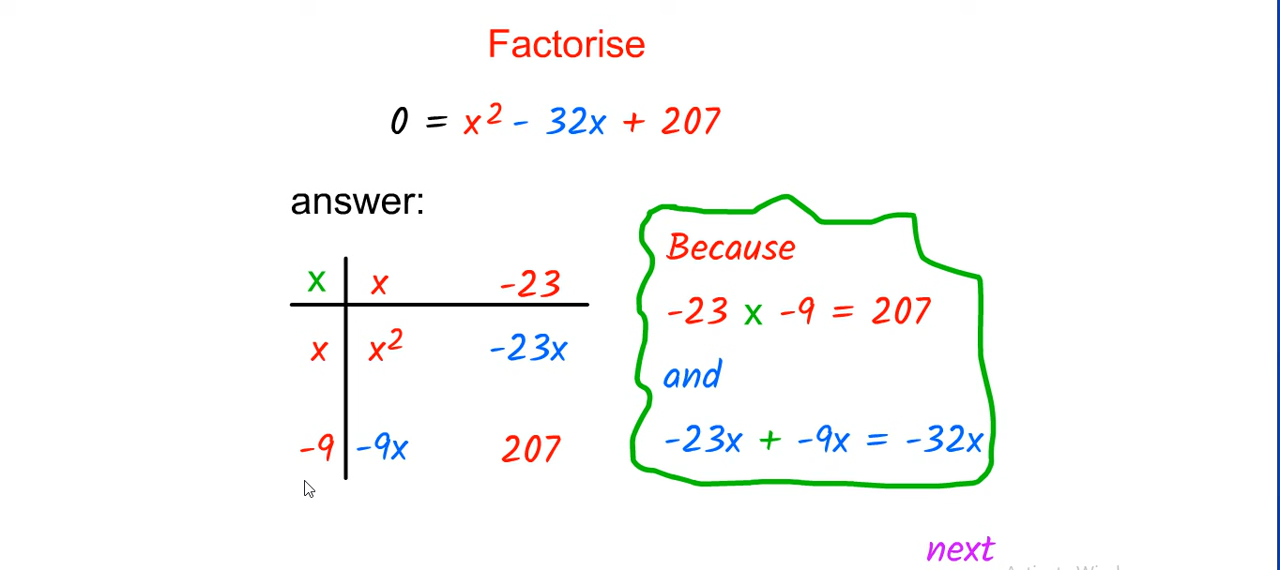 Factorise
0 = x² - 32x + 207
answer:
x x -23
x x² -23x
-9 -9x 207
Because
-23 x -9 = 207
and
-23x + -9x = -32x
next